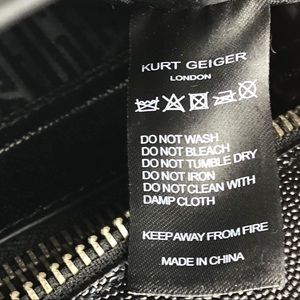 KURT GEIGER
LONDON
DO NOT WASH
DO NOT BLEACH
DO NOT TUMBLE DRY
DO NOT IRON
DO NOT CLEAN WITH
DAMP CLOTH
KEEP AWAY FROM FIRE
MADE IN CHINA